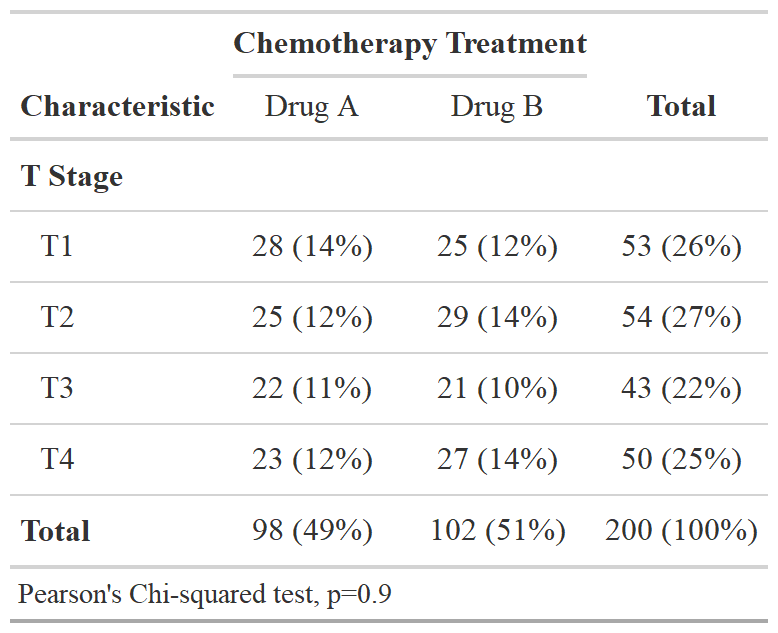 Chemotherapy Treatment
Characteristic Drug A Drug B Total
T Stage
T1 28 (14%) 25 (12%) 53 (26%)
T2 25 (12%) 29 (14%) 54 (27%)
T3 22 (11%) 21 (10%) 43 (22%)
T4 23 (12%) 27 (14%) 50 (25%)
Total 98 (49%) 102 (51%) 200 (100%)
Pearson's Chi-squared test, p=0.9